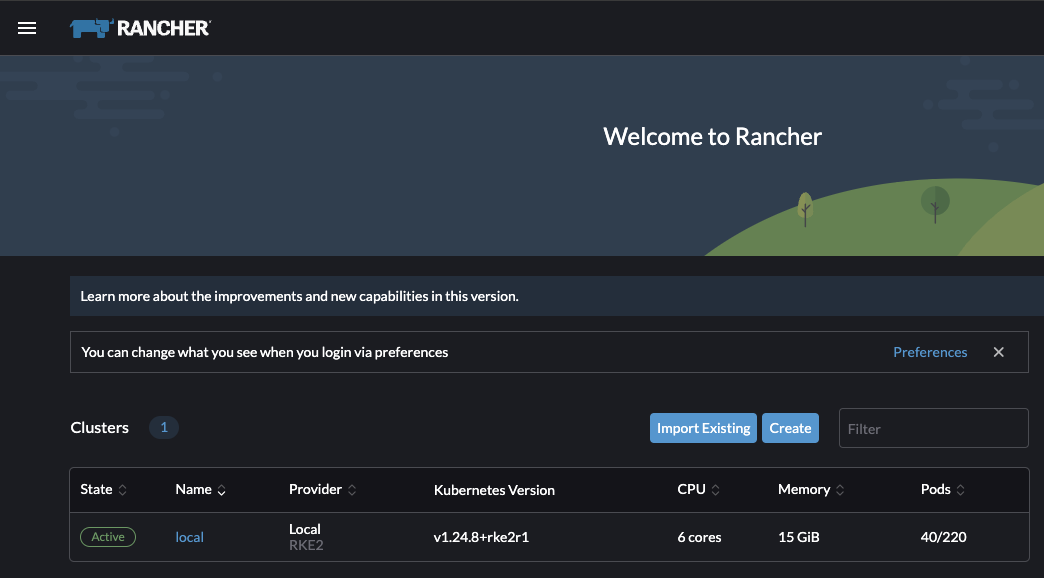 RANCHER
Welcome to Rancher
Learn more about the improvements and new capabilities in this version.
You can change what you see when you login via preferences Preferences
Clusters 1 Import Existing Create Filter
State Name Provider Kubernetes Version CPU Memory Pods
Active local Local v1.24.8+rke2r1 6 cores 15 GiB 40/220
RKE2